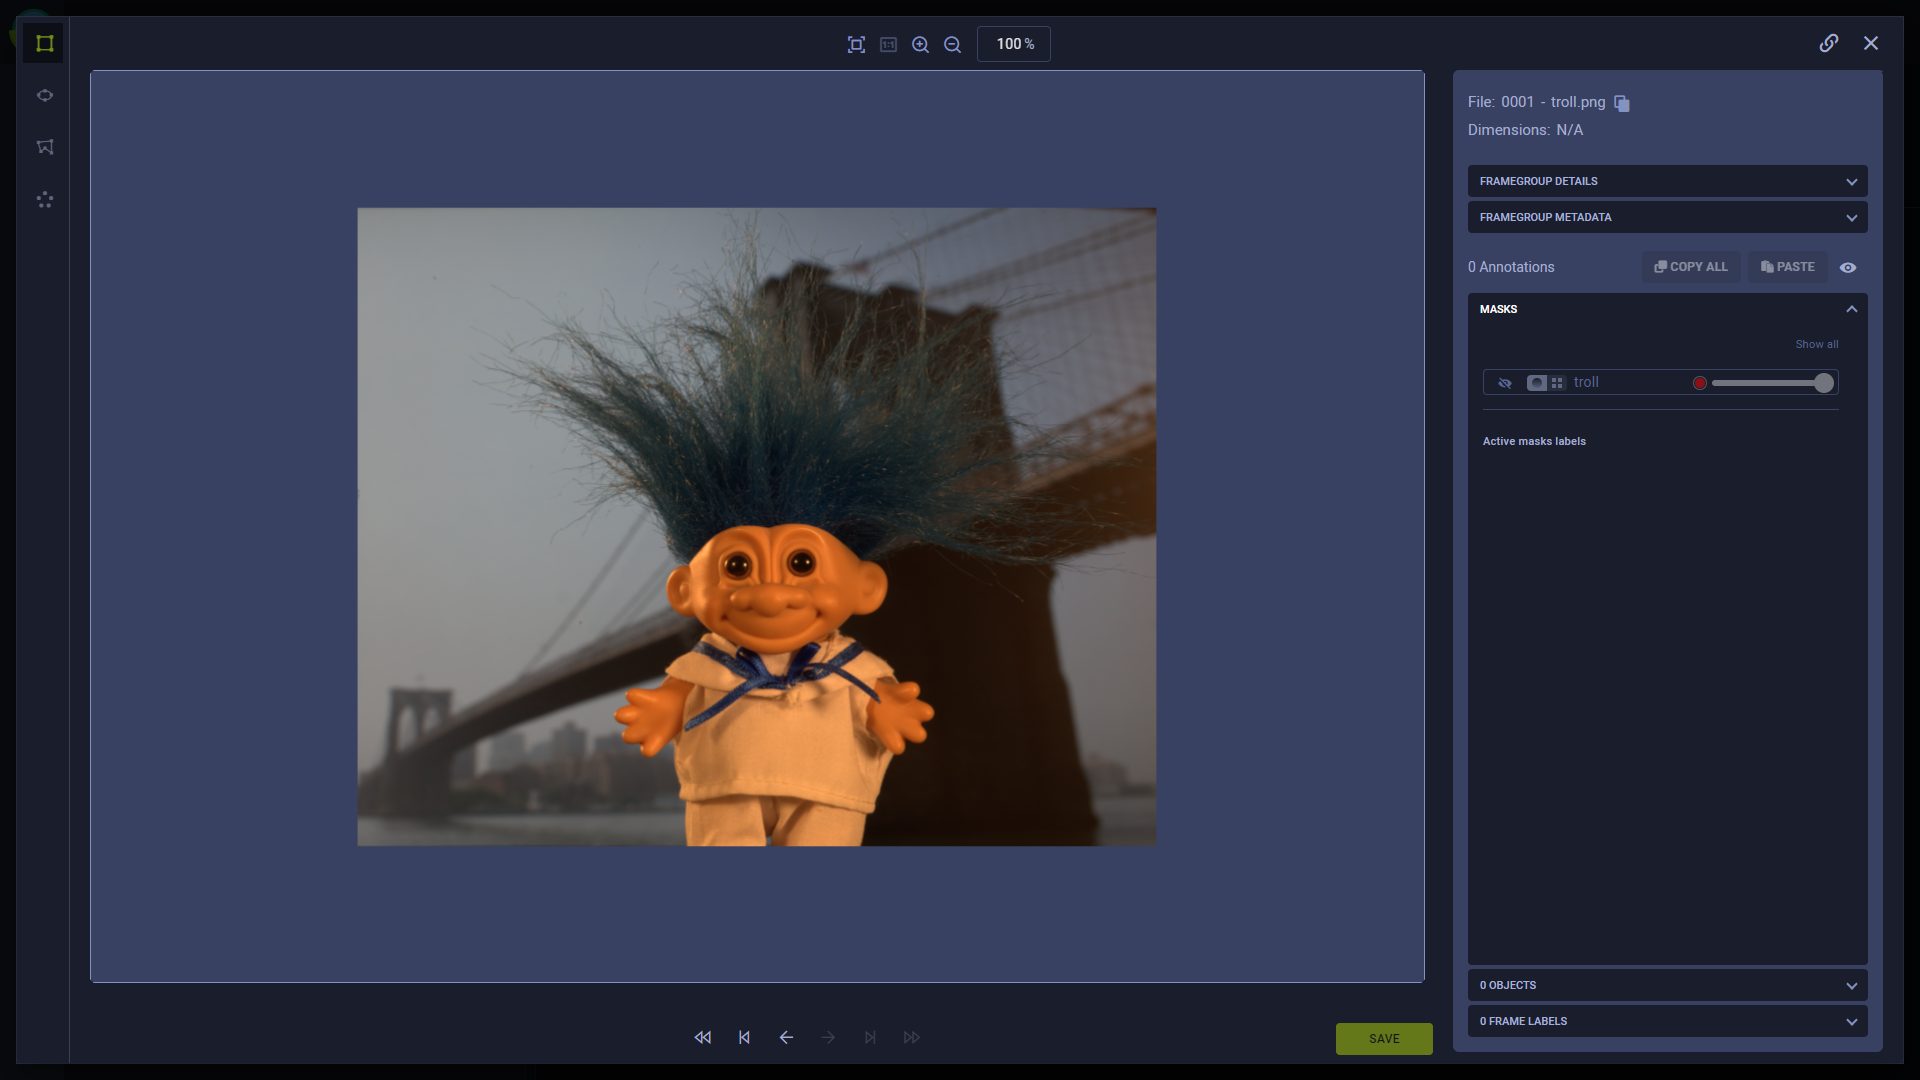 100 %
File: 0001 - troll.png
Dimensions: N/A
FRAMEGROUP DETAILS
FRAMEGROUP METADATA
0 Annotations COPY ALL PASTE
MASKS
Show all
troll
Active masks labels
0 OBJECTS
0 FRAME LABELS
SAVE
1:1